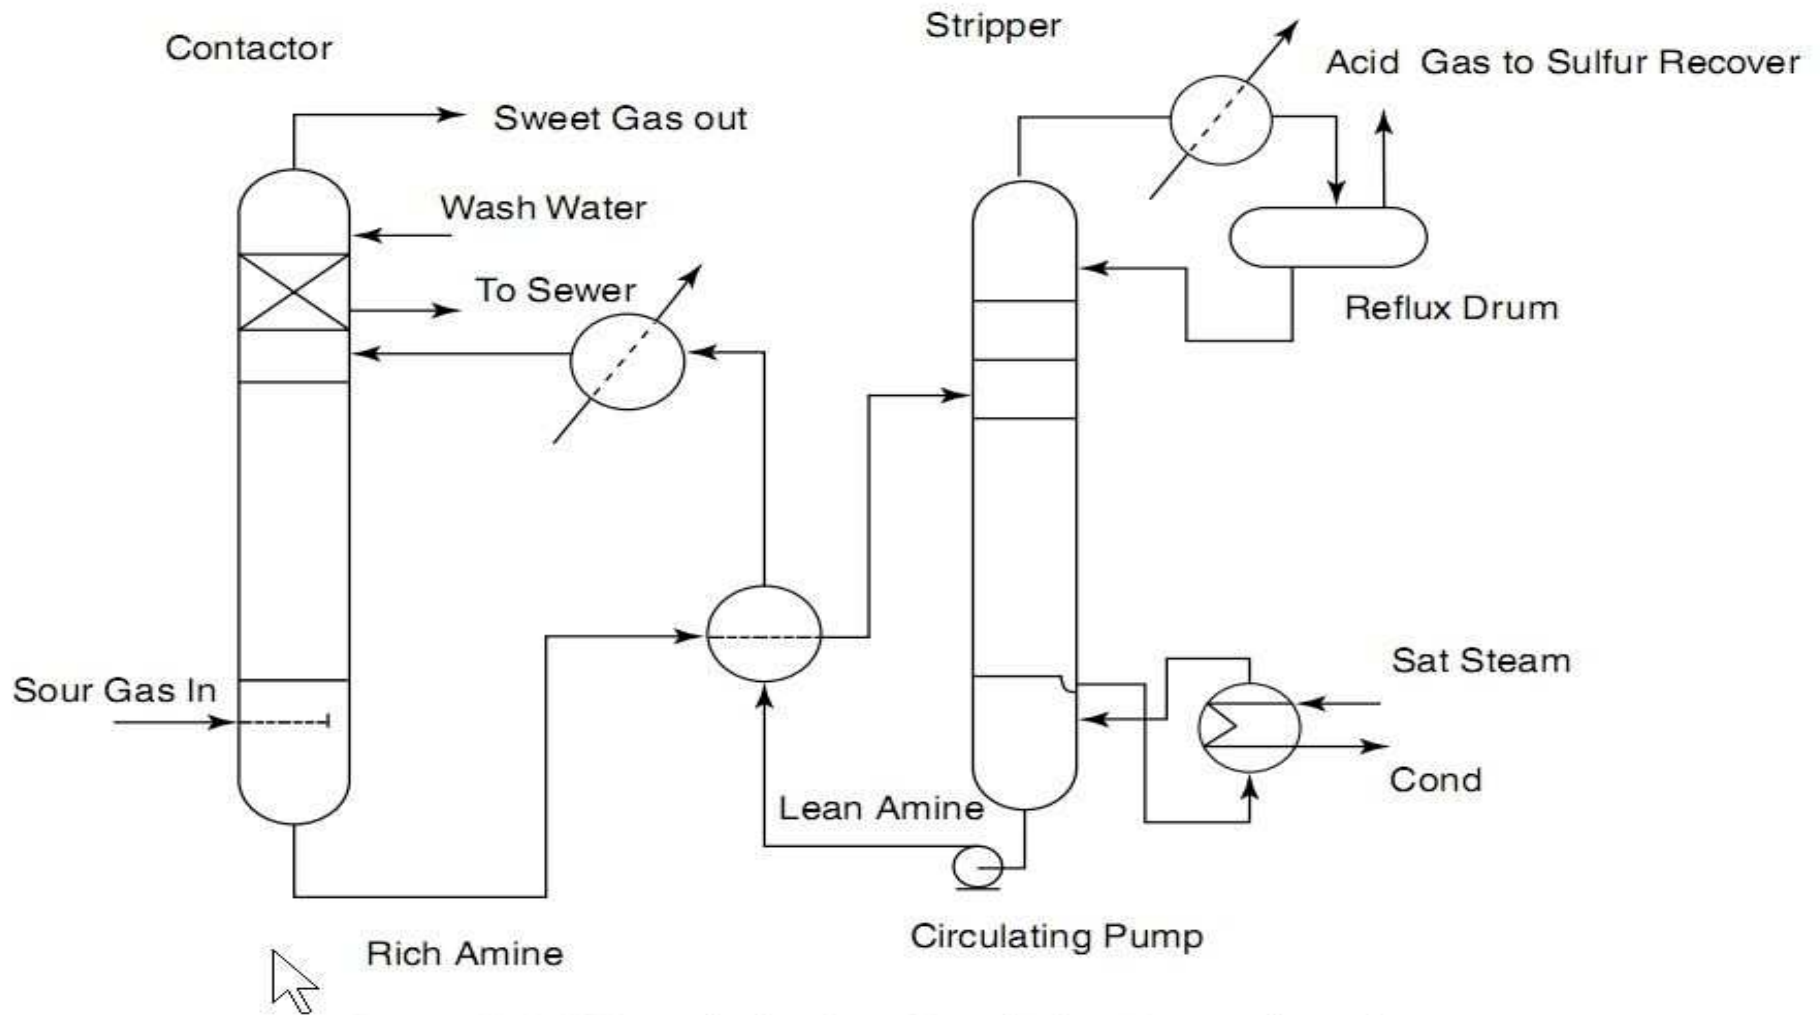 Contactor
Stripper
Acid Gas to Sulfur Recover
Sweet Gas out
Wash Water
To Sewer
Reflux Drum
Sour Gas In
Sat Steam
Cond
Lean Amine
Circulating Pump
Rich Amine